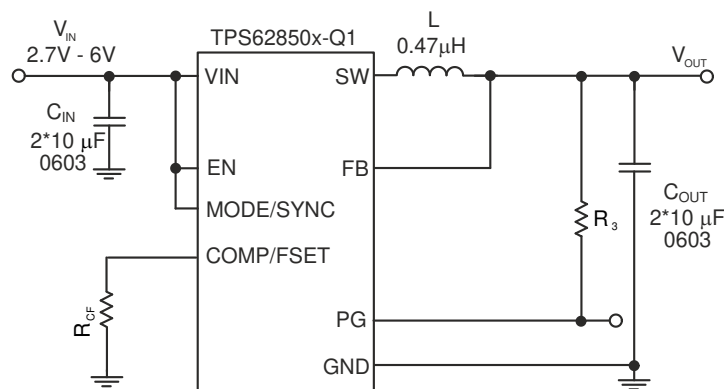 V_IN
2.7V - 6V
TPS62850x-Q1
L
0.47μH
V_OUT
VIN
SW
C_IN
2*10 μF
0603
EN
FB
MODE/SYNC
C_OUT
2*10 μF
0603
R_3
COMP/FSET
R_CF
PG
GND